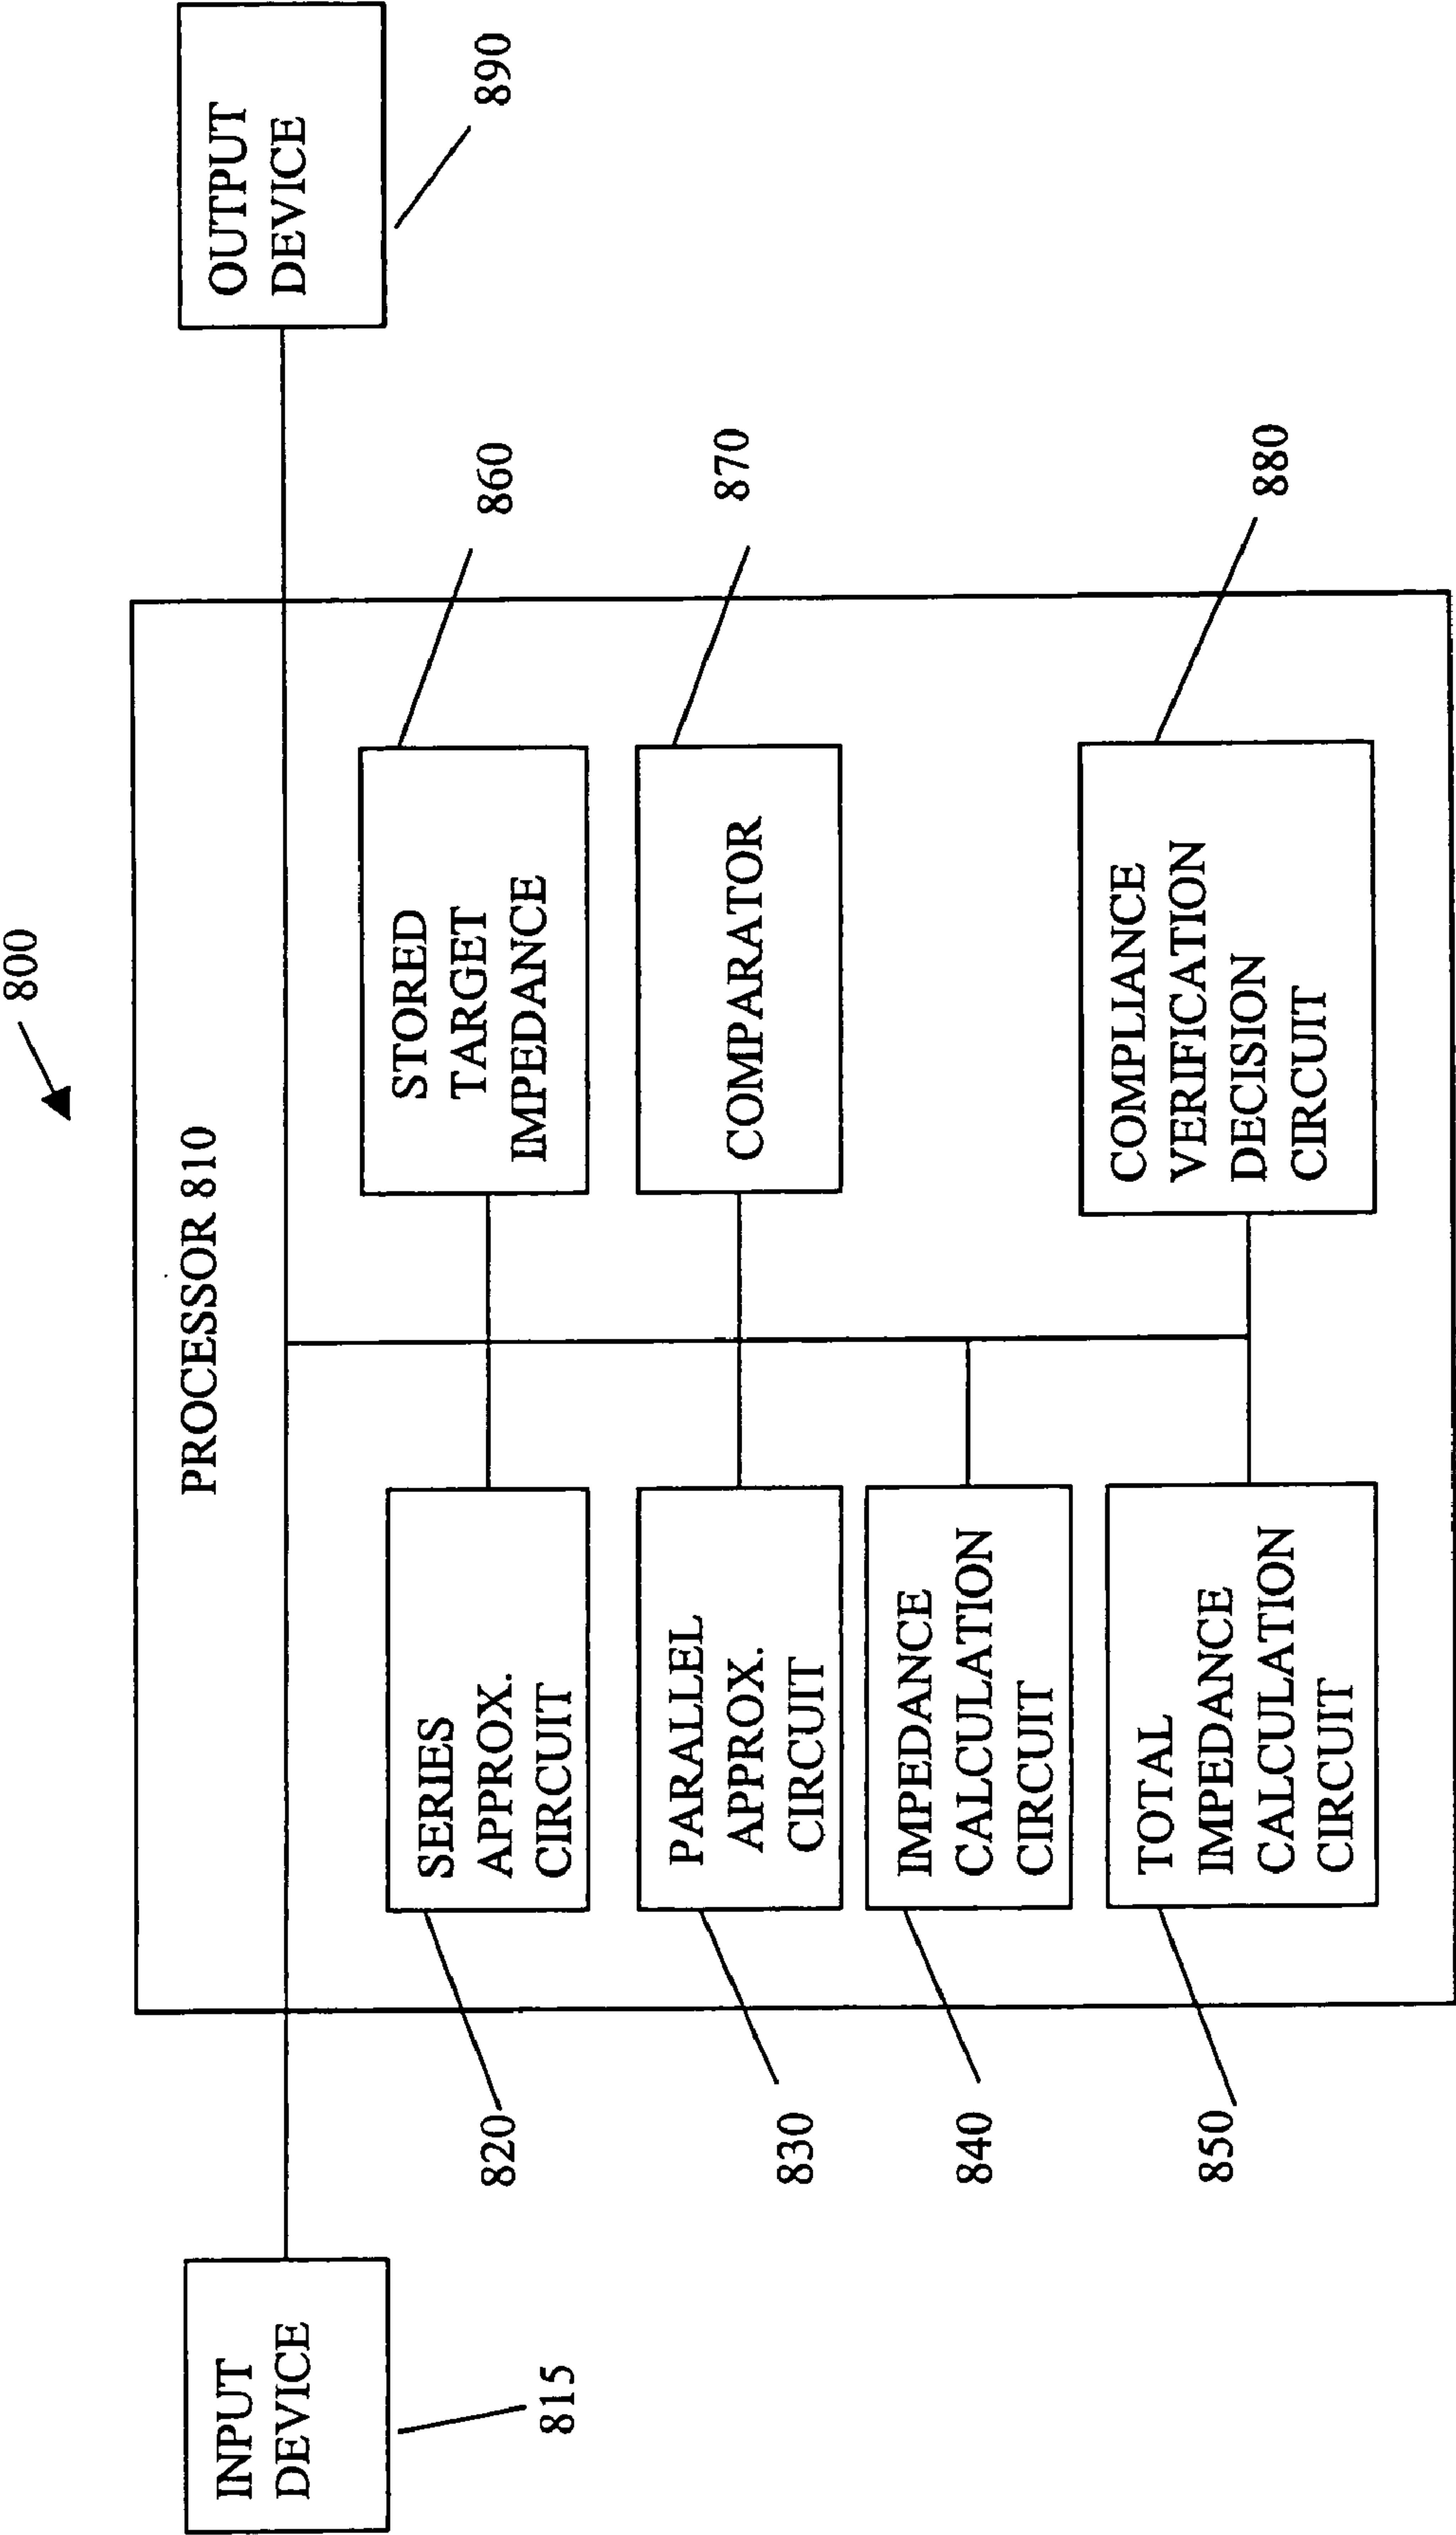 800
PROCESSOR 810
INPUT
DEVICE
815
OUTPUT
DEVICE
890
820
SERIES
APPROX.
CIRCUIT
STORED
TARGET
IMPEDANCE
860
830
PARALLEL
APPROX.
CIRCUIT
COMPARATOR
870
840
IMPEDANCE
CALCULATION
CIRCUIT
850
TOTAL
IMPEDANCE
CALCULATION
CIRCUIT
COMPLIANCE
VERIFICATION
DECISION
CIRCUIT
880